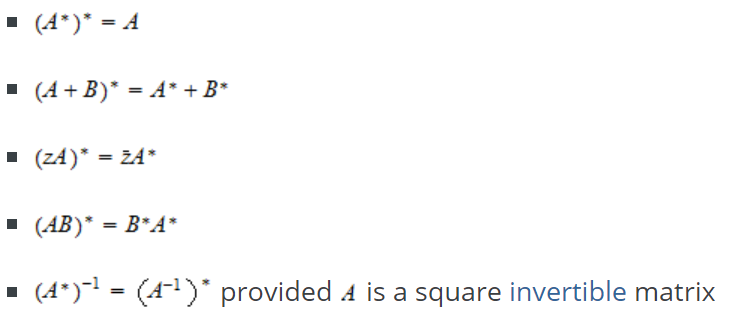 ▪ (A*)* = A
▪ (A + B)* = A* + B*
▪ (zA)* = z̄A*
▪ (AB)* = B*A*
▪ (A*)⁻¹ = (A⁻¹)* provided A is a square invertible matrix